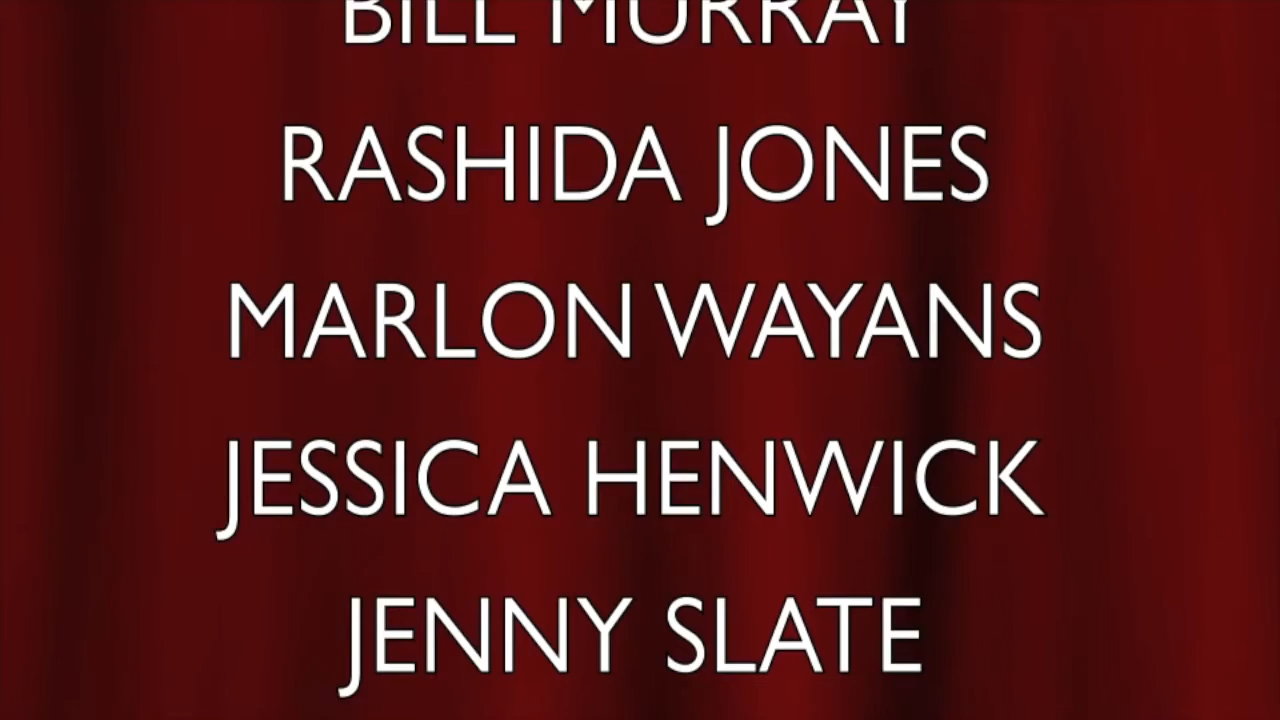 BILL MURRAY
RASHIDA JONES
MARLON WAYANS
JESSICA HENWICK
JENNY SLATE